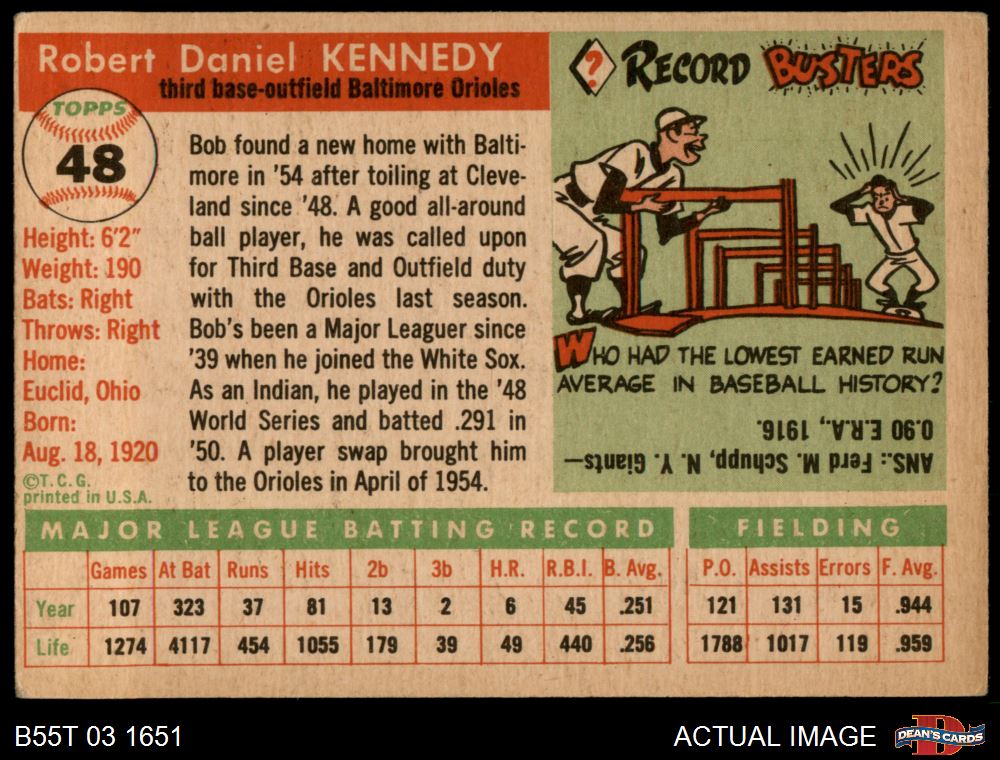 Robert Daniel KENNEDY
third base-outfield Baltimore Orioles
TOPPS
48
Height: 6'2"
Weight: 190
Bats: Right
Throws: Right
Home:
Euclid, Ohio
Born:
Aug. 18, 1920
©T. C. G.
printed in U.S.A.
Bob found a new home with Balti-
more in '54 after toiling at Cleve-
land since '48. A good all-around
ball player, he was called upon
for Third Base and Outfield duty
with the Orioles last season.
Bob's been a Major Leaguer since
'39 when he joined the White Sox.
As an Indian, he played in the '48
World Series and batted .291 in
'50. A player swap brought him
to the Orioles in April of 1954.
? RECORD BUSTERS
WHO HAD THE LOWEST EARNED RUN
AVERAGE IN BASEBALL HISTORY?
ANS.: Ferd M. Schupp, N. Y. Giants—
0.90 E.R.A., 1916.
MAJOR LEAGUE BATTING RECORD
Games At Bat Runs Hits 2b 3b H.R. R.B.I. B. Avg.
Year 107 323 37 81 13 2 6 45 .251
Life 1274 4117 454 1055 179 39 49 440 .256
FIELDING
P.O. Assists Errors F. Avg.
121 131 15 .944
1788 1017 119 .959
B55T 03 1651
ACTUAL IMAGE
D
DEAN'S CARDS